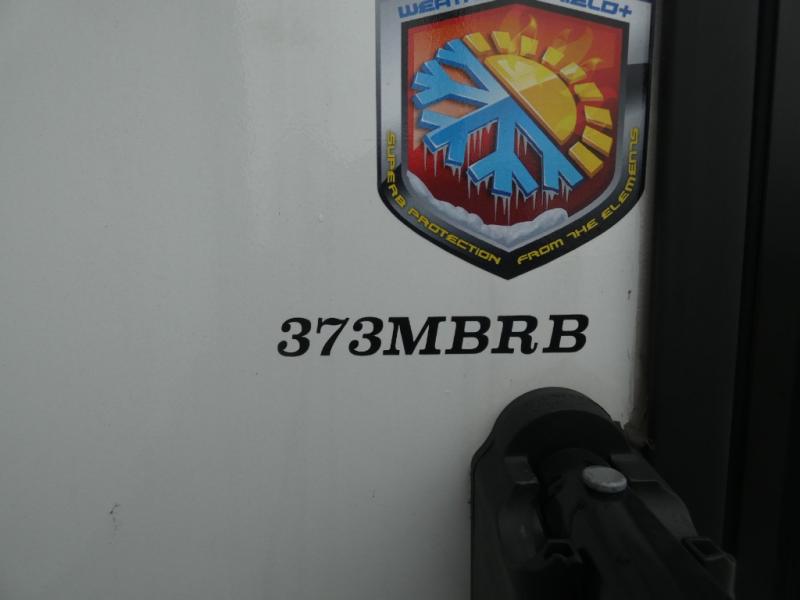 SUPERB PROTECTION FROM THE ELEMENTS
373MBRB